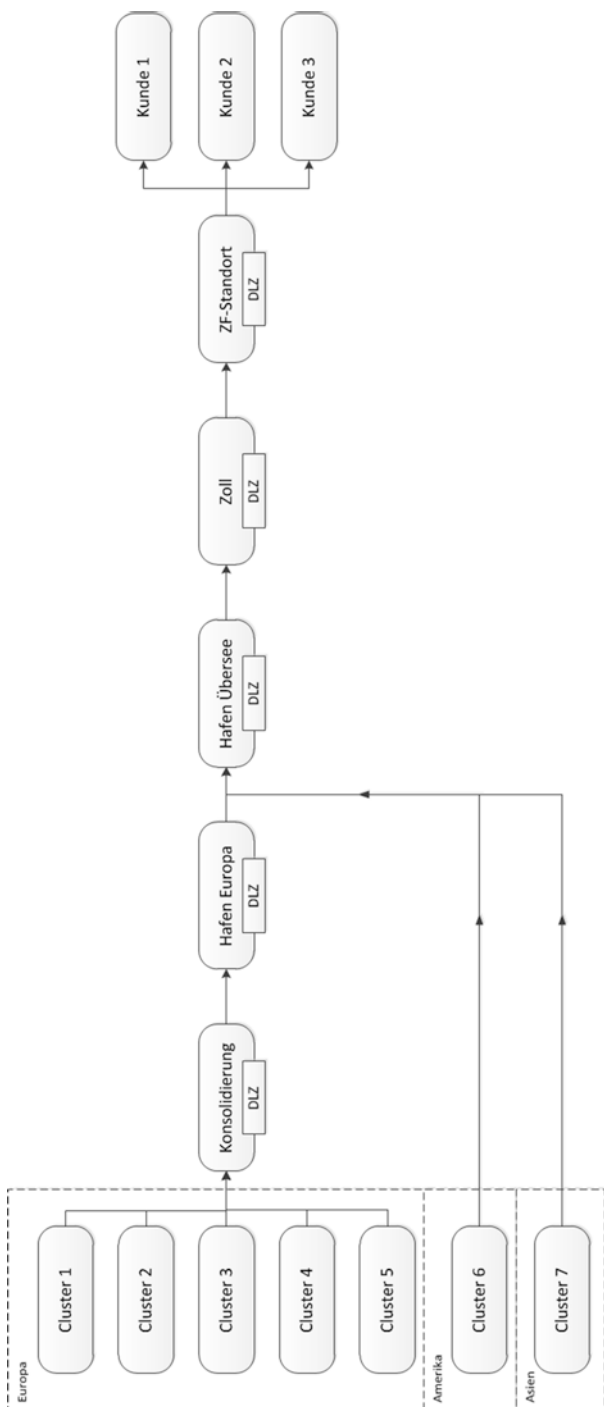 Europa
Cluster 1
Cluster 2
Cluster 3
Cluster 4
Cluster 5
Amerika
Cluster 6
Asien
Cluster 7
Konsolidierung
DLZ
Hafen Europa
DLZ
Hafen Übersee
DLZ
Zoll
DLZ
ZF-Standort
DLZ
Kunde 1
Kunde 2
Kunde 3